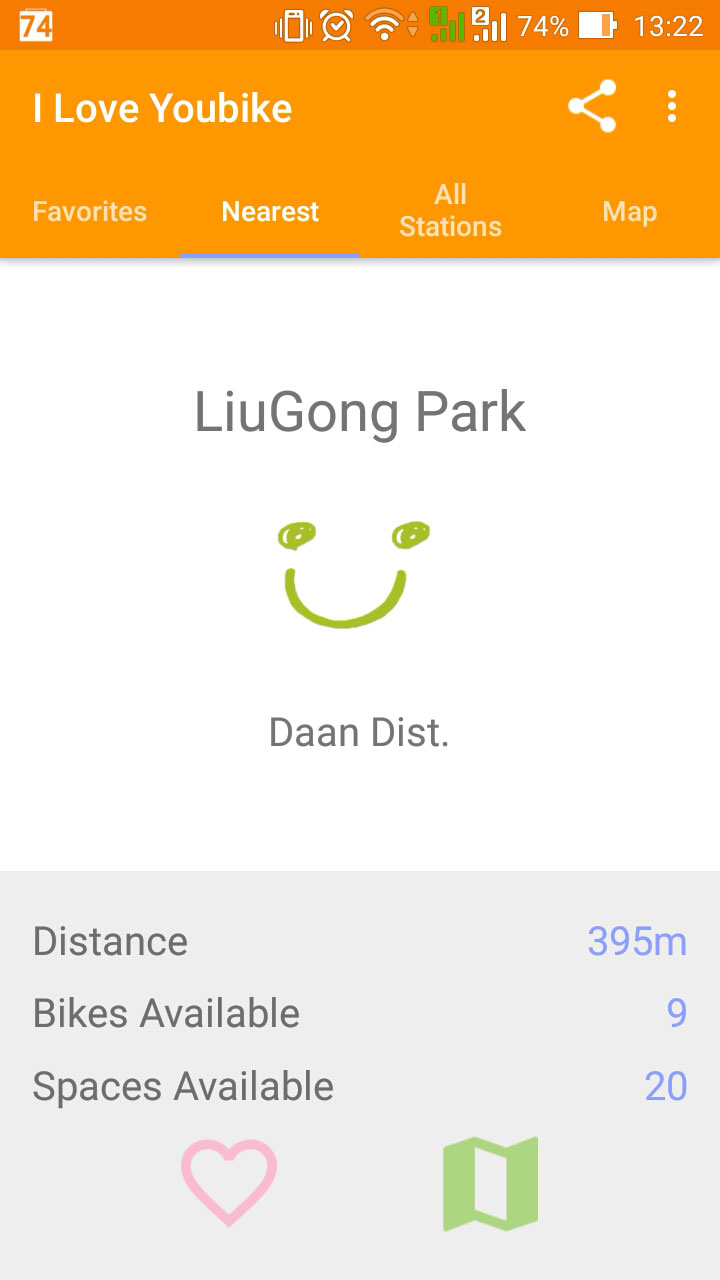 74
1
2
74%
13:22
I Love Youbike
Favorites
Nearest
All
Stations
Map
LiuGong Park
Daan Dist.
Distance
395m
Bikes Available
9
Spaces Available
20